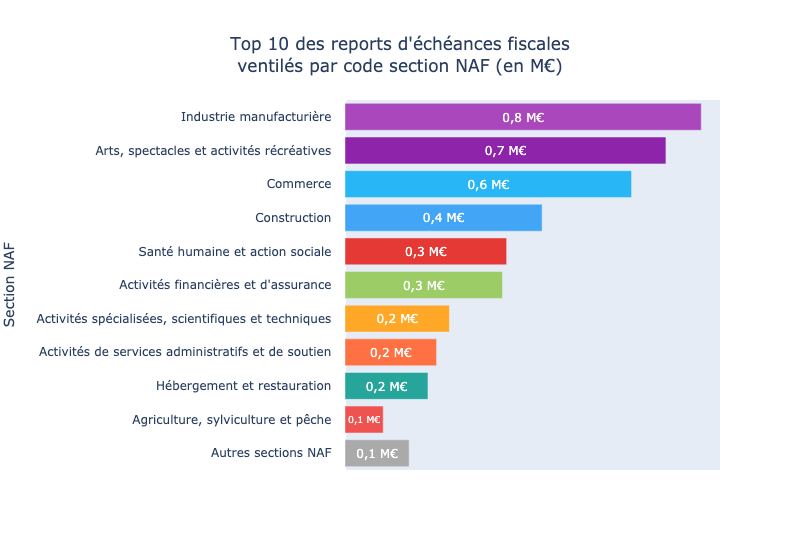 Top 10 des reports d'échéances fiscales
ventilés par code section NAF (en M€)
Section NAF
Industrie manufacturière 0,8 M€
Arts, spectacles et activités récréatives 0,7 M€
Commerce 0,6 M€
Construction 0,4 M€
Santé humaine et action sociale 0,3 M€
Activités financières et d'assurance 0,3 M€
Activités spécialisées, scientifiques et techniques 0,2 M€
Activités de services administratifs et de soutien 0,2 M€
Hébergement et restauration 0,2 M€
Agriculture, sylviculture et pêche 0,1 M€
Autres sections NAF 0,1 M€